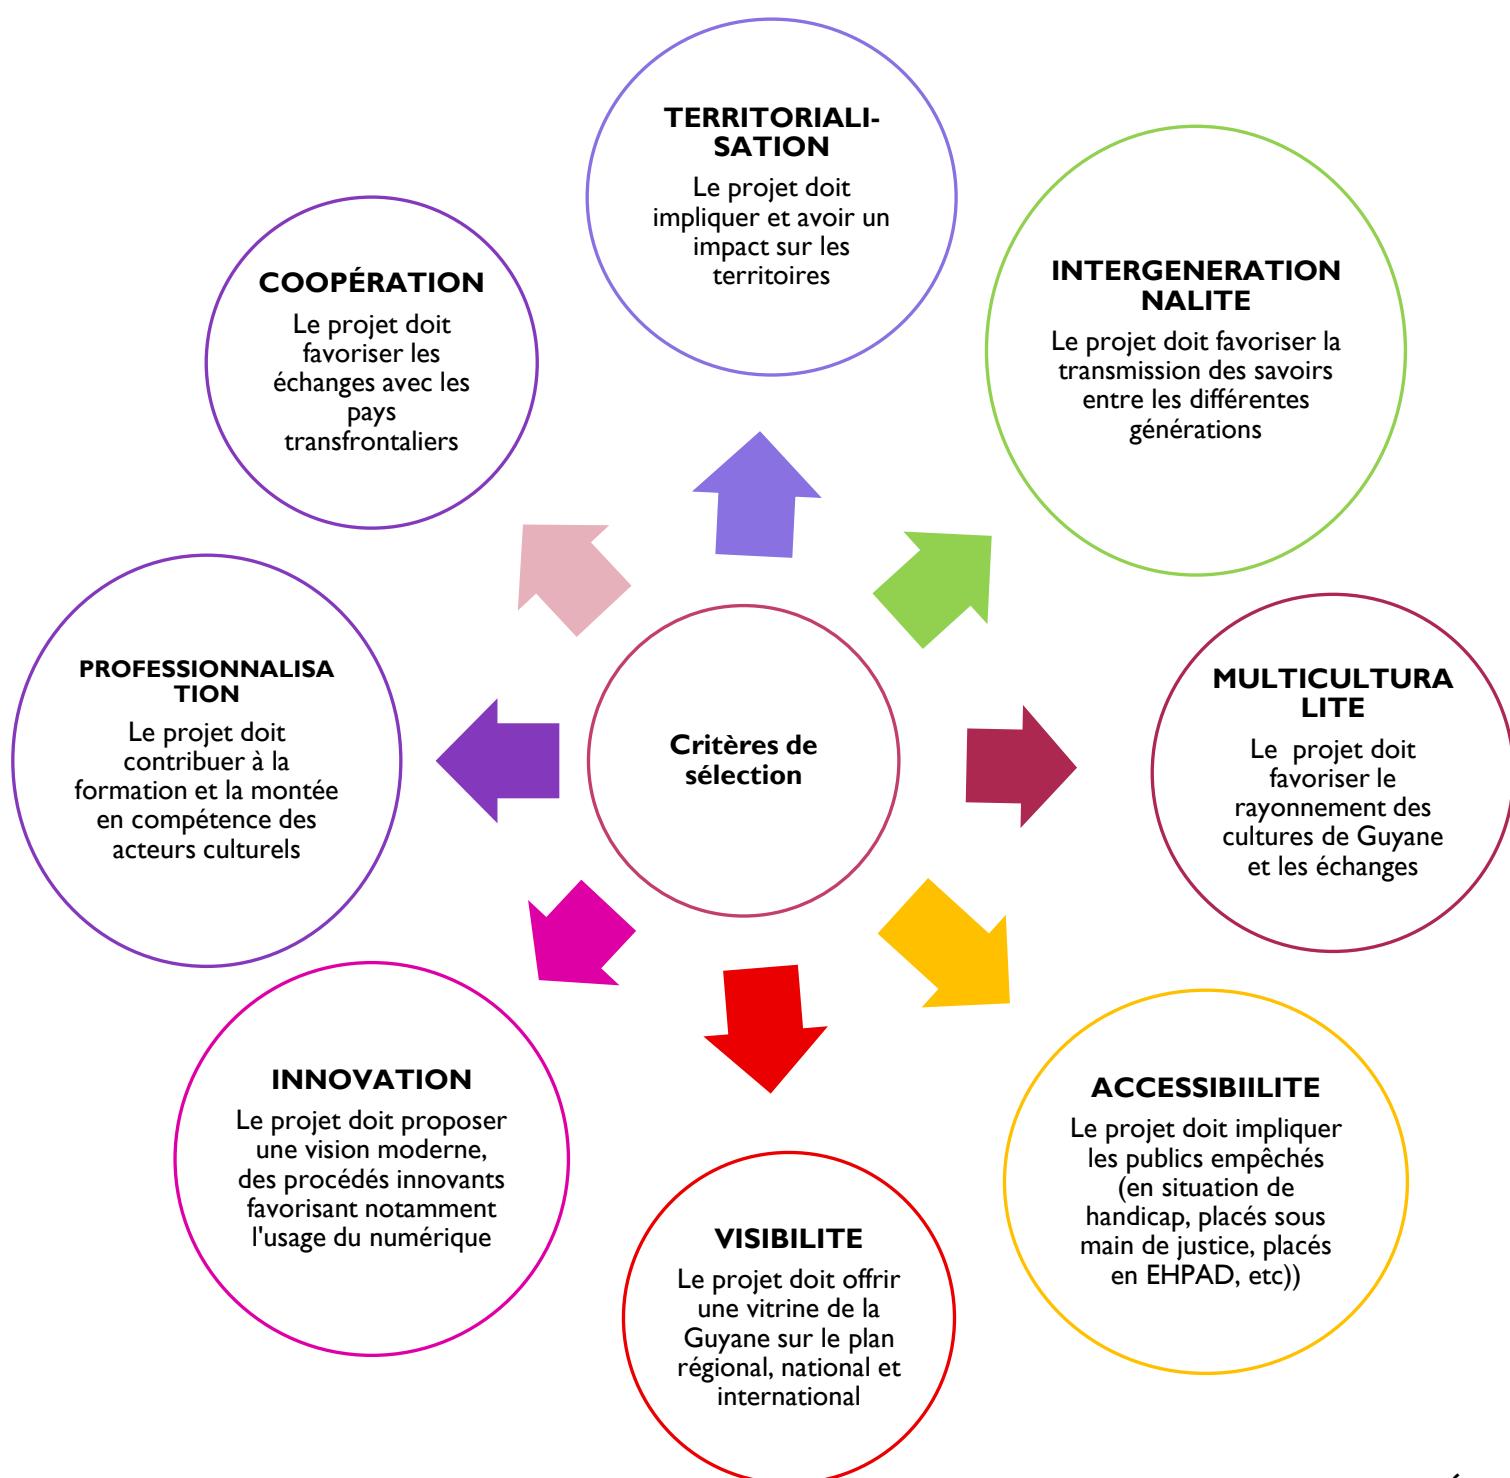 TERRITORIALI-
SATION
Le projet doit
impliquer et avoir un
impact sur les
territoires
INTERGENERATION
NALITE
Le projet doit favoriser la
transmission des savoirs
entre les différentes
générations
MULTICULTURA
LITE
Le  projet doit
favoriser le
rayonnement des
cultures de Guyane
et les échanges
ACCESSIBIILITE
Le projet doit impliquer
les publics empêchés
(en situation de
handicap, placés sous
main de justice, placés
en EHPAD, etc))
VISIBILITE
Le projet doit offrir
une vitrine de la
Guyane sur le plan
régional, national et
international
INNOVATION
Le projet doit proposer
une vision moderne,
des procédés innovants
favorisant notamment
l'usage du numérique
PROFESSIONNALISA
TION
Le projet doit
contribuer à la
formation et la montée
en compétence des
acteurs culturels
COOPÉRATION
Le projet doit
favoriser les
échanges avec les
pays
transfrontaliers
Critères de
sélection